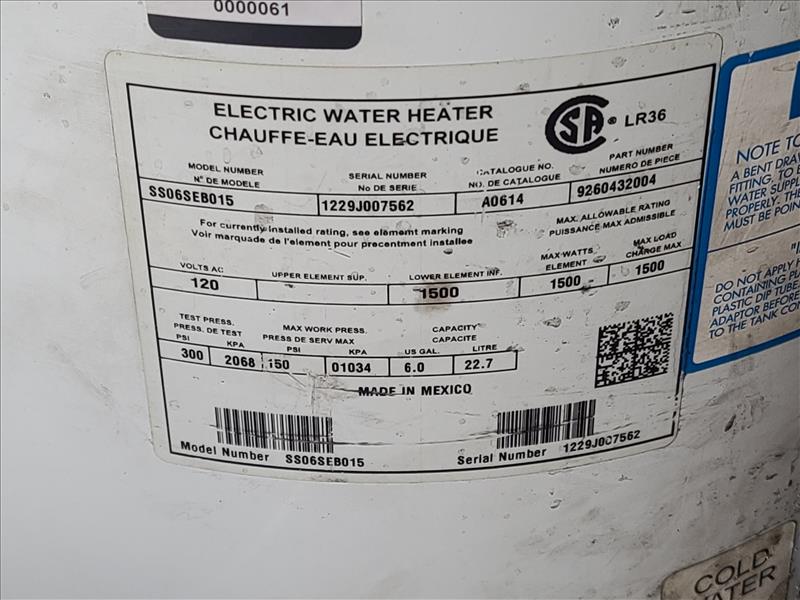 0000061
ELECTRIC WATER HEATER
CHAUFFE-EAU ELECTRIQUE
CSA ® LR36
MODEL NUMBER
N° DE MODELE
SS06SEB015
SERIAL NUMBER
No DE SERIE
1229J007562
CATALOGUE NO.
NO. DE CATALOGUE
A0614
PART NUMBER
NUMERO DE PIECE
9260432004
For currently installed rating, see elememt marking
Voir marquade de l'element pour precentment installee
MAX. ALLOWABLE RATING
PUISSANCE MAX ADMISSIBLE
VOLTS AC
120
UPPER ELEMENT SUP.
LOWER ELEMENT INF.
1500
MAX-WATTS
ELEMENT
1500
MAX LOAD
CHARGE MAX
1500
TEST PRESS.
PRESS. DE TEST
PSI KPA
300 2068
MAX WORK PRESS.
PRESS DE SERV MAX
PSI KPA
150 01034
CAPACITY
CAPACITE
US GAL. LITRE
6.0 22.7
MADE IN MEXICO
Model Number SS06SEB015
Serial Number 1229J007562
NOTE TO
A BENT DRA
FITTING. TO
WATER SUPP
PROPERLY. TH
MUST BE POIN
DO NOT APPLY H
CONTAINING PL
PLASTIC DIP TUBE
ADAPTOR BEFORE
TO THE TANK CO
COLD
WATER